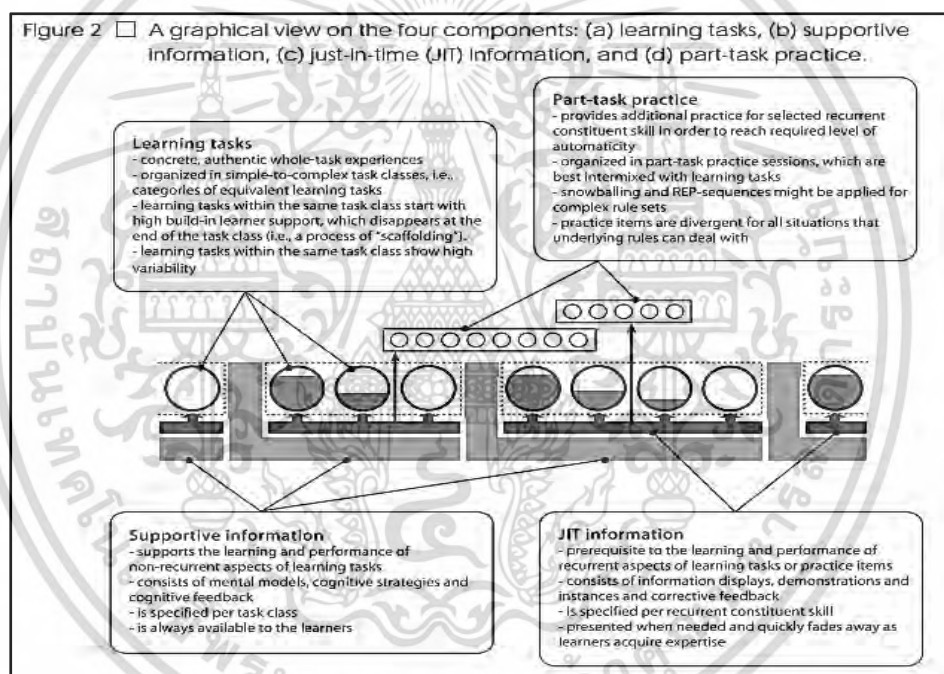 Figure 2 □ A graphical view on the four components: (a) learning tasks, (b) supportive
information, (c) just-in-time (JIT) information, and (d) part-task practice.
Learning tasks
- concrete, authentic whole-task experiences
- organized in simple-to-complex task classes, i.e.,
categories of equivalent learning tasks
- learning tasks within the same task class start with
high build-in learner support, which disappears at the
end of the task class (i.e., a process of "scaffolding").
- learning tasks within the same task class show high
variability
Part-task practice
- provides additional practice for selected recurrent
constituent skill in order to reach required level of
automaticity
- organized in part-task practice sessions, which are
best intermixed with learning tasks
- snowballing and REP-sequences might be applied for
complex rule sets
- practice items are divergent for all situations that
underlying rules can deal with
Supportive information
- supports the learning and performance of
non-recurrent aspects of learning tasks
- consists of mental models, cognitive strategies and
cognitive feedback
- is specified per task class
- is always available to the learners
JIT information
- prerequisite to the learning and performance of
recurrent aspects of learning tasks or practice items
- consists of information displays, demonstrations and
instances and corrective feedback
- is specified per recurrent constituent skill
- presented when needed and quickly fades away as
learners acquire expertise